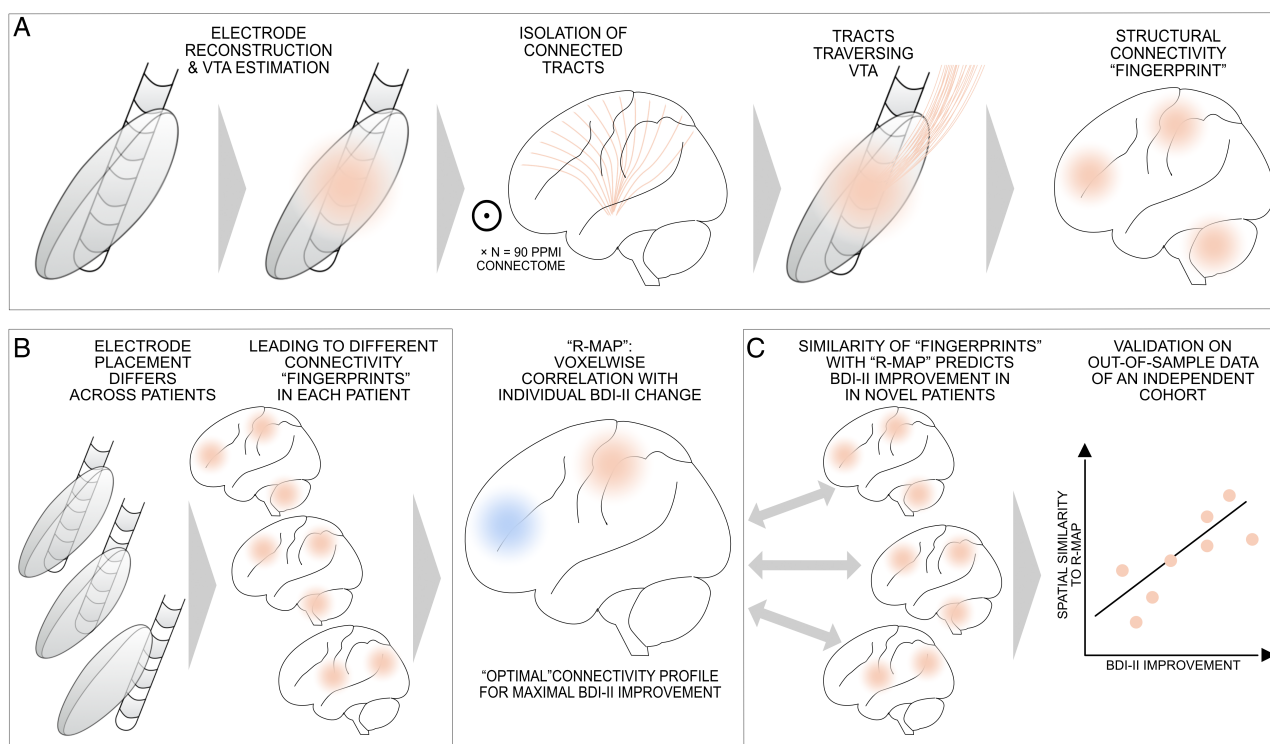 A
ELECTRODE
RECONSTRUCTION
& VTA ESTIMATION
ISOLATION OF
CONNECTED
TRACTS
× N = 90 PPMI
CONNECTOME
TRACTS
TRAVERSING
VTA
STRUCTURAL
CONNECTIVITY
“FINGERPRINT”
B
ELECTRODE
PLACEMENT
DIFFERS
ACROSS PATIENTS
LEADING TO DIFFERENT
CONNECTIVITY
“FINGERPRINTS”
IN EACH PATIENT
“R-MAP”:
VOXELWISE
CORRELATION WITH
INDIVIDUAL BDI-II CHANGE
“OPTIMAL”CONNECTIVITY PROFILE
FOR MAXIMAL BDI-II IMPROVEMENT
C
SIMILARITY OF “FINGERPRINTS”
WITH “R-MAP” PREDICTS
BDI-II IMPROVEMENT IN
IN NOVEL PATIENTS
VALIDATION ON
OUT-OF-SAMPLE DATA
OF AN INDEPENDENT
COHORT
SPATIAL SIMILARITY
TO R-MAP
BDI-II IMPROVEMENT